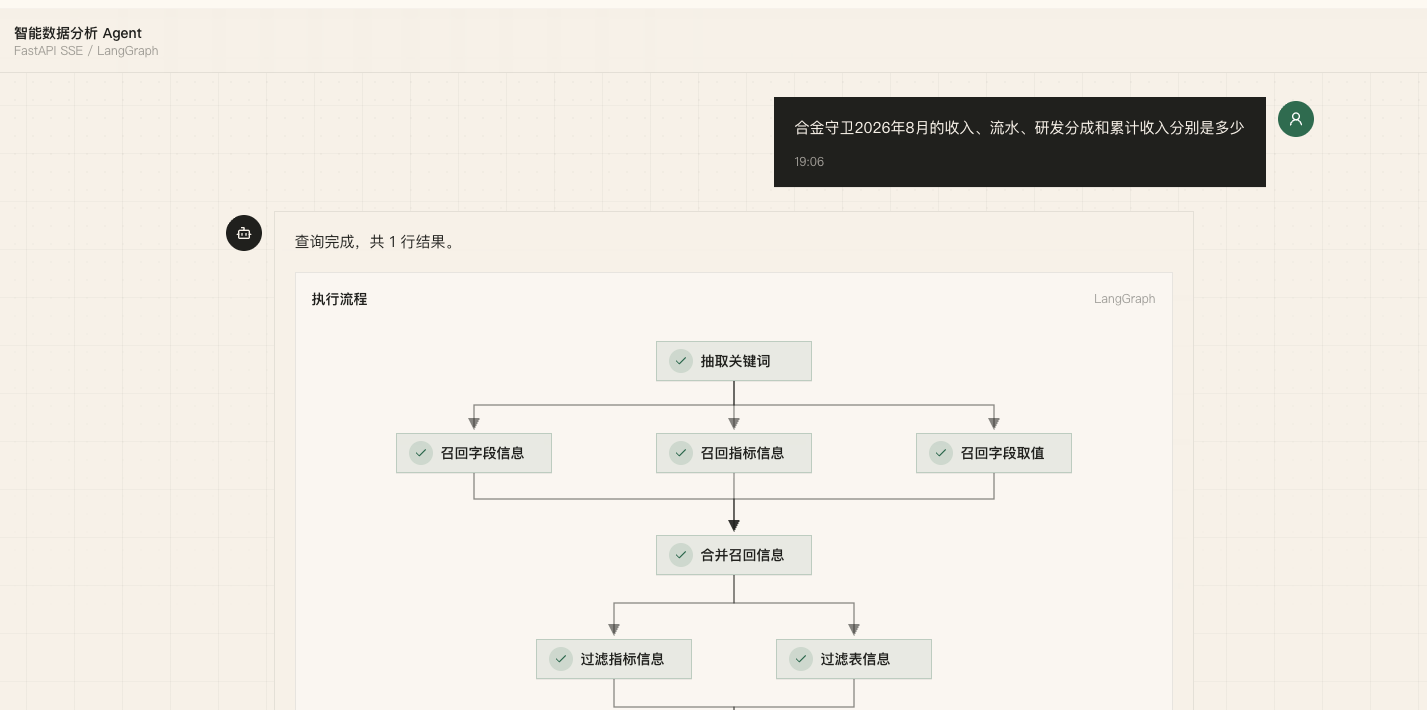 智能数据分析 Agent
FastAPI SSE / LangGraph
合金守卫2026年8月的收入、流水、研发分成和累计收入分别是多少
19:06
查询完成，共 1 行结果。
执行流程
LangGraph
抽取关键词
召回字段信息
召回指标信息
召回字段取值
合并召回信息
过滤指标信息
过滤表信息